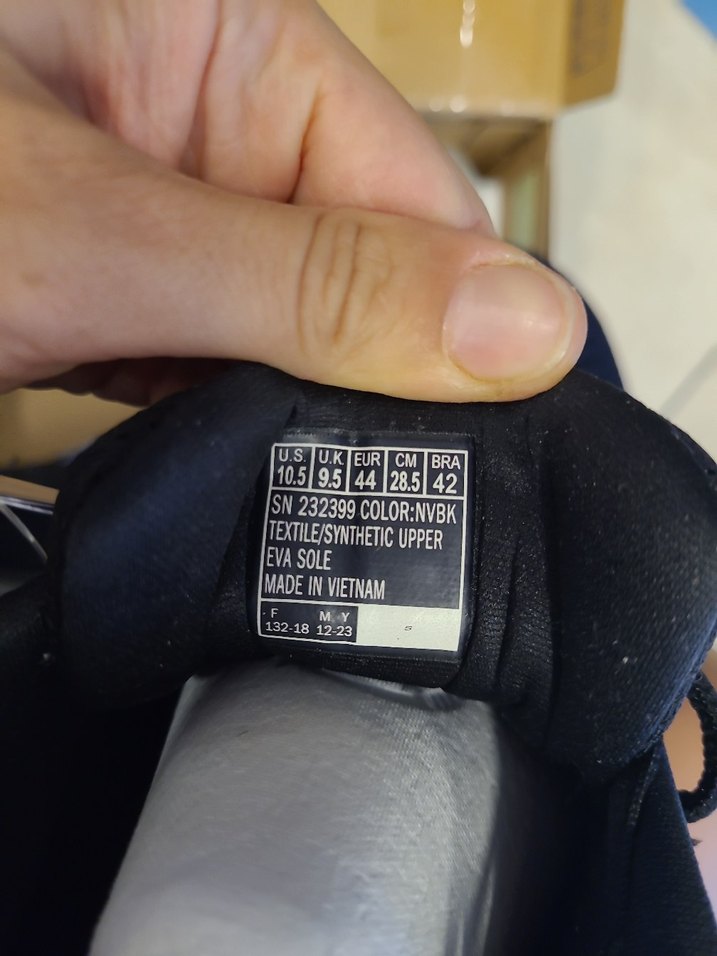 U.S. U.K EUR CM BRA
10.5 9.5 44 28.5 42
SN 232399 COLOR:NVBK
TEXTILE/SYNTHETIC UPPER
EVA SOLE
MADE IN VIETNAM
F M Y
132-18 12-23
s